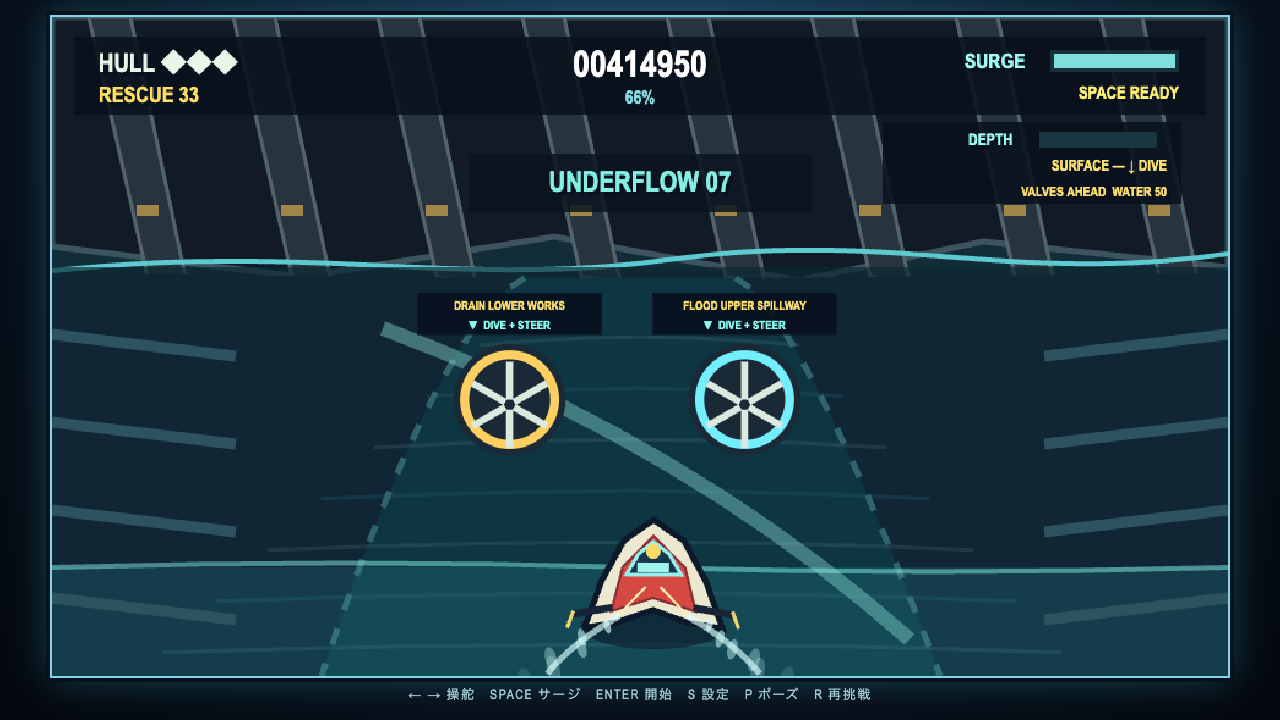 HULL
RESCUE 33
00414950
66%
SURGE
SPACE READY
DEPTH
SURFACE — ↓ DIVE
VALVES AHEAD WATER 50
UNDERFLOW 07
DRAIN LOWER WORKS
▼ DIVE + STEER
FLOOD UPPER SPILLWAY
▼ DIVE + STEER
← → 操舵 SPACE サージ ENTER 開始 S 設定 P ポーズ R 再挑戦